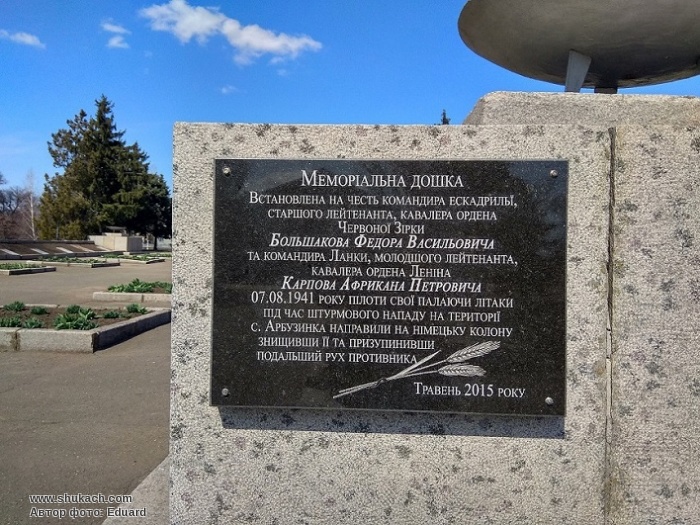 Меморіальна дошка
Встановлена на честь командира ескадрильї,
старшого лейтенанта, кавалера ордена
Червоної Зірки
Большакова Федора Васильовича
та командира Ланки, молодшого лейтенанта,
кавалера ордена Леніна
Карпова Африкана Петровича
07.08.1941 року пілоти свої палаючи літаки
під час штурмового нападу на території
с. Арбузинка направили на німецьку колону
знищивши її та призупинивши
подальший рух противника
Травень 2015 року
www.shukach.com
Автор фото: Eduard